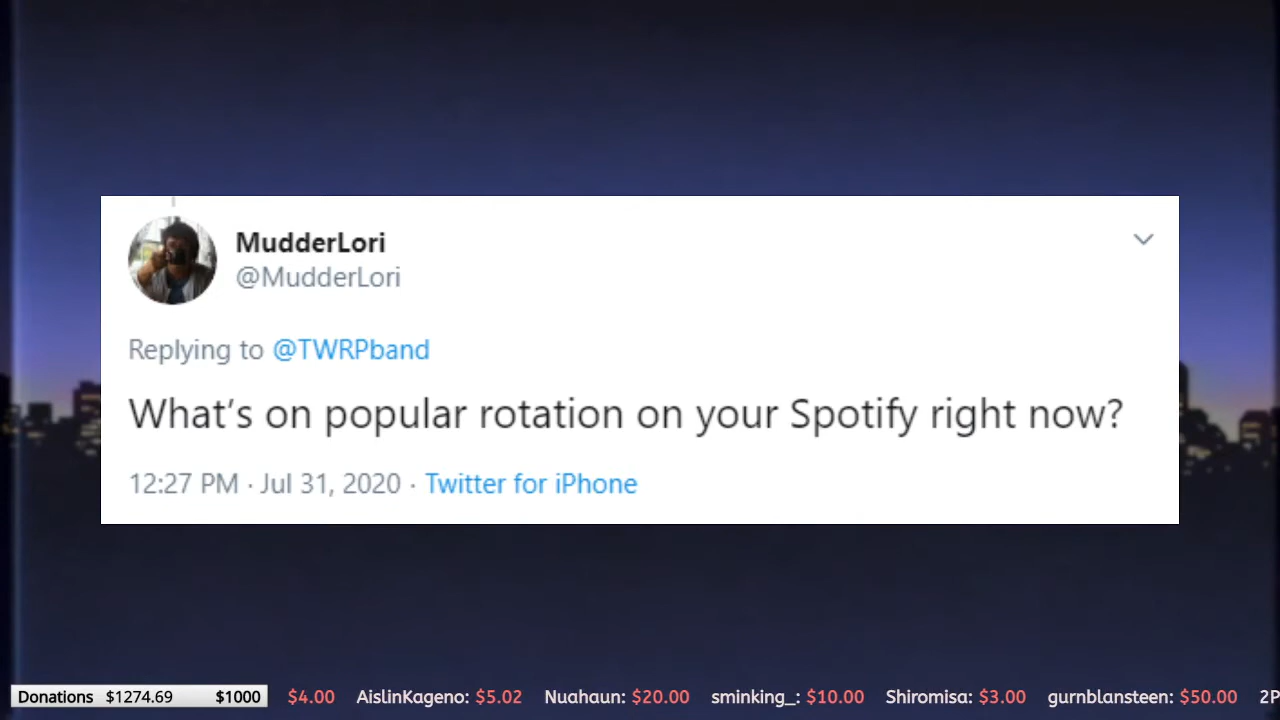 MudderLori
@MudderLori
Replying to @TWRPband
What's on popular rotation on your Spotify right now?
12:27 PM · Jul 31, 2020 · Twitter for iPhone
Donations $1274.69 $1000 $4.00 AislinKageno: $5.02 Nuahaun: $20.00 sminking_: $10.00 Shiromisa: $3.00 gurnblansteen: $50.00